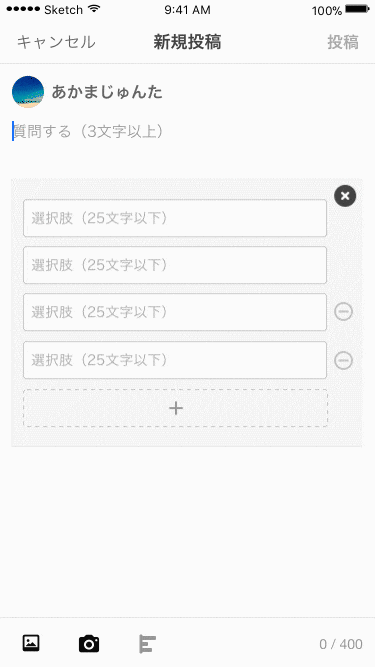 Sketch 9:41 AM 100%
キャンセル 新規投稿 投稿
あかまじゅんた
質問する（3文字以上）
選択肢（25文字以下）
選択肢（25文字以下）
選択肢（25文字以下）
選択肢（25文字以下）
0 / 400